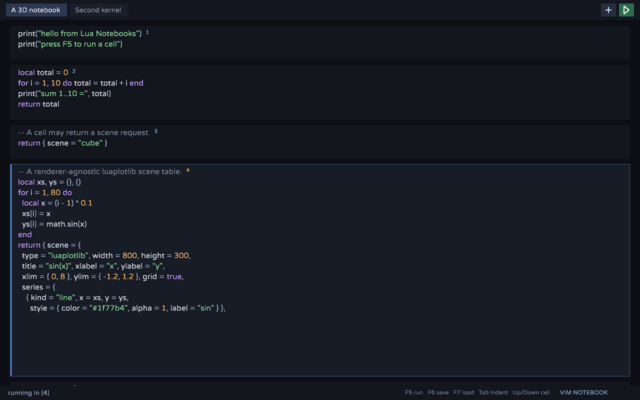 A 3D notebook Second kernel + 
print("hello from Lua Notebooks") 1
print("press F5 to run a cell")
local total = 0 2
for i = 1, 10 do total = total + i end
print("sum 1..10 =", total)
return total
-- A cell may return a scene request. 3
return { scene = "cube" }
-- A renderer-agnostic luaplotlib scene table. 4
local xs, ys = {}, {}
for i = 1, 80 do
local x = (i - 1) * 0.1
xs[i] = x
ys[i] = math.sin(x)
end
return { scene = {
type = "luaplotlib", width = 800, height = 300,
title = "sin(x)", xlabel = "x", ylabel = "y",
xlim = { 0, 8 }, ylim = { -1.2, 1.2 }, grid = true,
series = {
{ kind = "line", x = xs, y = ys,
style = { color = "#1f77b4", alpha = 1, label = "sin" } },
running In [4] F5 run F6 save F7 load Tab indent Up/Down cell VIM NOTEBOOK